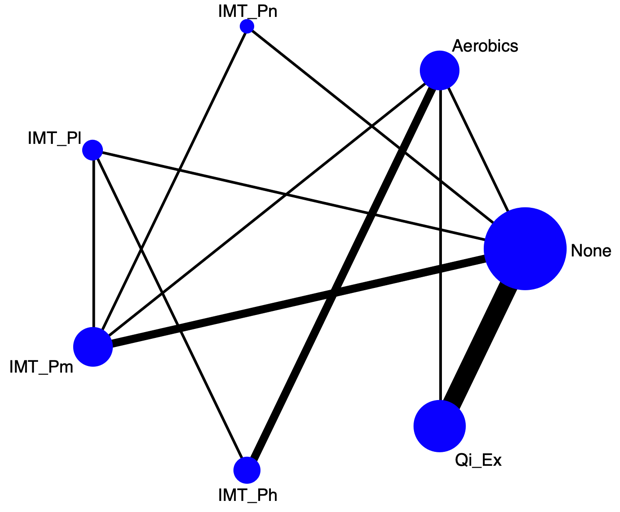 IMT_Pn
Aerobics
IMT_Pl
None
IMT_Pm
Qi_Ex
IMT_Ph